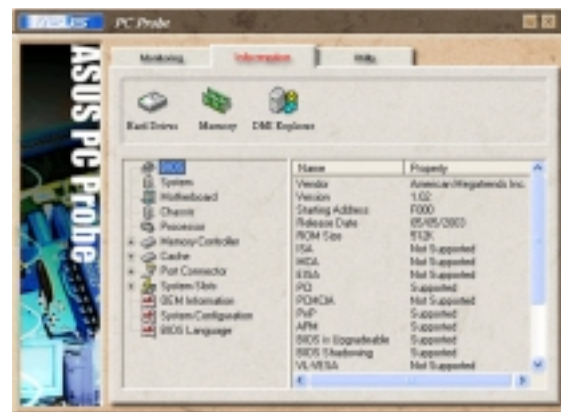 ASUS PC Probe
Monitoring Information Utility
Hard Drives Memory DMI Explorer
ASUS PC Probe
BIOS
System
Motherboard
Chassis
Processor
Memory Controller
Cache
Port Connector
System Slots
OEM Information
System Configuration
BIOS Language
Name Property
Vendor American Megatrends Inc.
Version 1.02
Starting Address F000
Release Date 05/05/2003
ROM Size 512K
ISA Not Supported
MCA Not Supported
EISA Not Supported
PCI Supported
PCMCIA Not Supported
PnP Supported
APM Supported
BIOS is Upgradeable Supported
BIOS Shadowing Supported
VL-VESA Not Supported